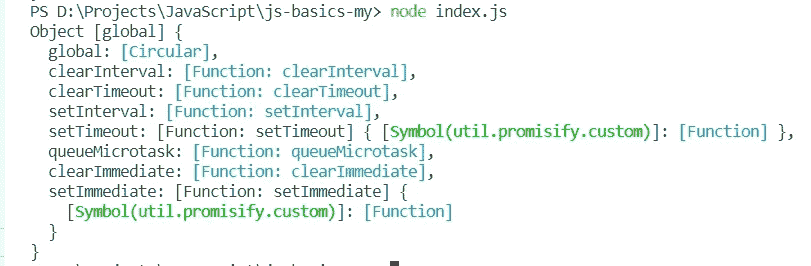 PS D:\Projects\JavaScript\js-basics-my> node index.js
Object [global] {
  global: [Circular],
  clearInterval: [Function: clearInterval],
  clearTimeout: [Function: clearTimeout],
  setInterval: [Function: setInterval],
  setTimeout: [Function: setTimeout] { [Symbol(util.promisify.custom)]: [Function] },
  queueMicrotask: [Function: queueMicrotask],
  clearImmediate: [Function: clearImmediate],
  setImmediate: [Function: setImmediate] {
    [Symbol(util.promisify.custom)]: [Function]
  }
}